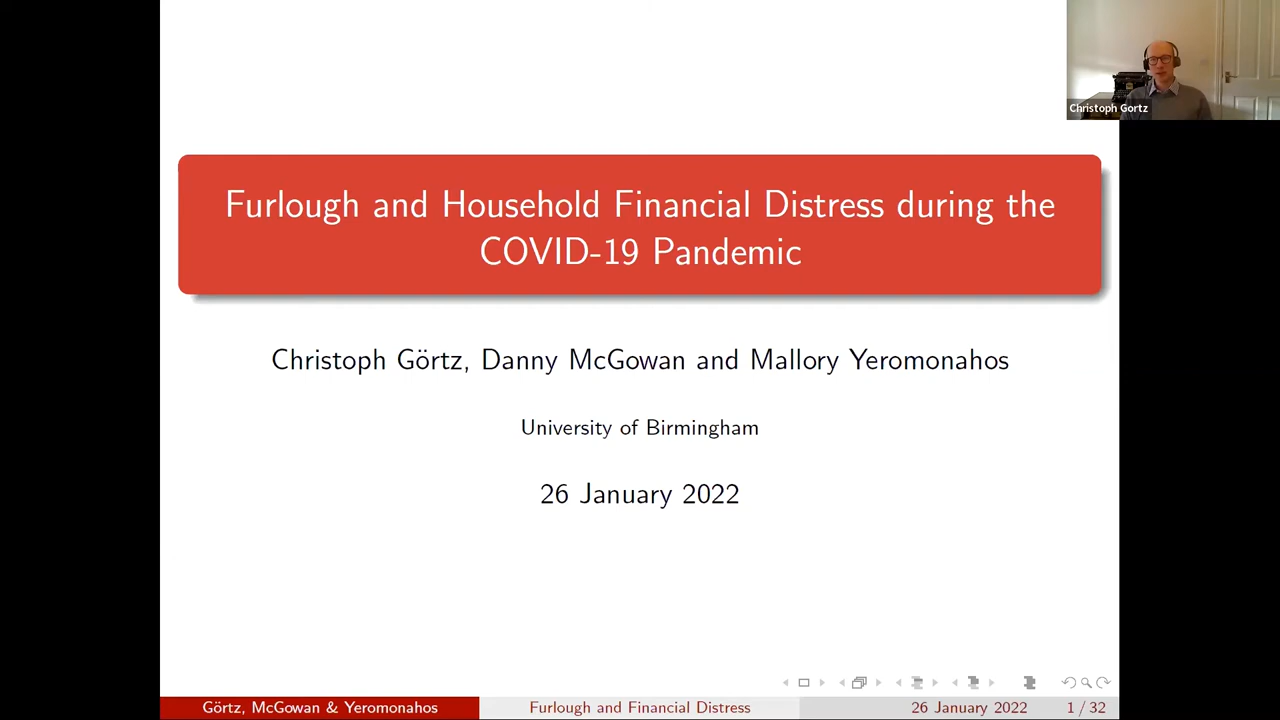 Christoph Gortz
Furlough and Household Financial Distress during the
COVID-19 Pandemic
Christoph Görtz, Danny McGowan and Mallory Yeromonahos
University of Birmingham
26 January 2022
Görtz, McGowan & Yeromonahos
Furlough and Financial Distress
26 January 2022
1 / 32